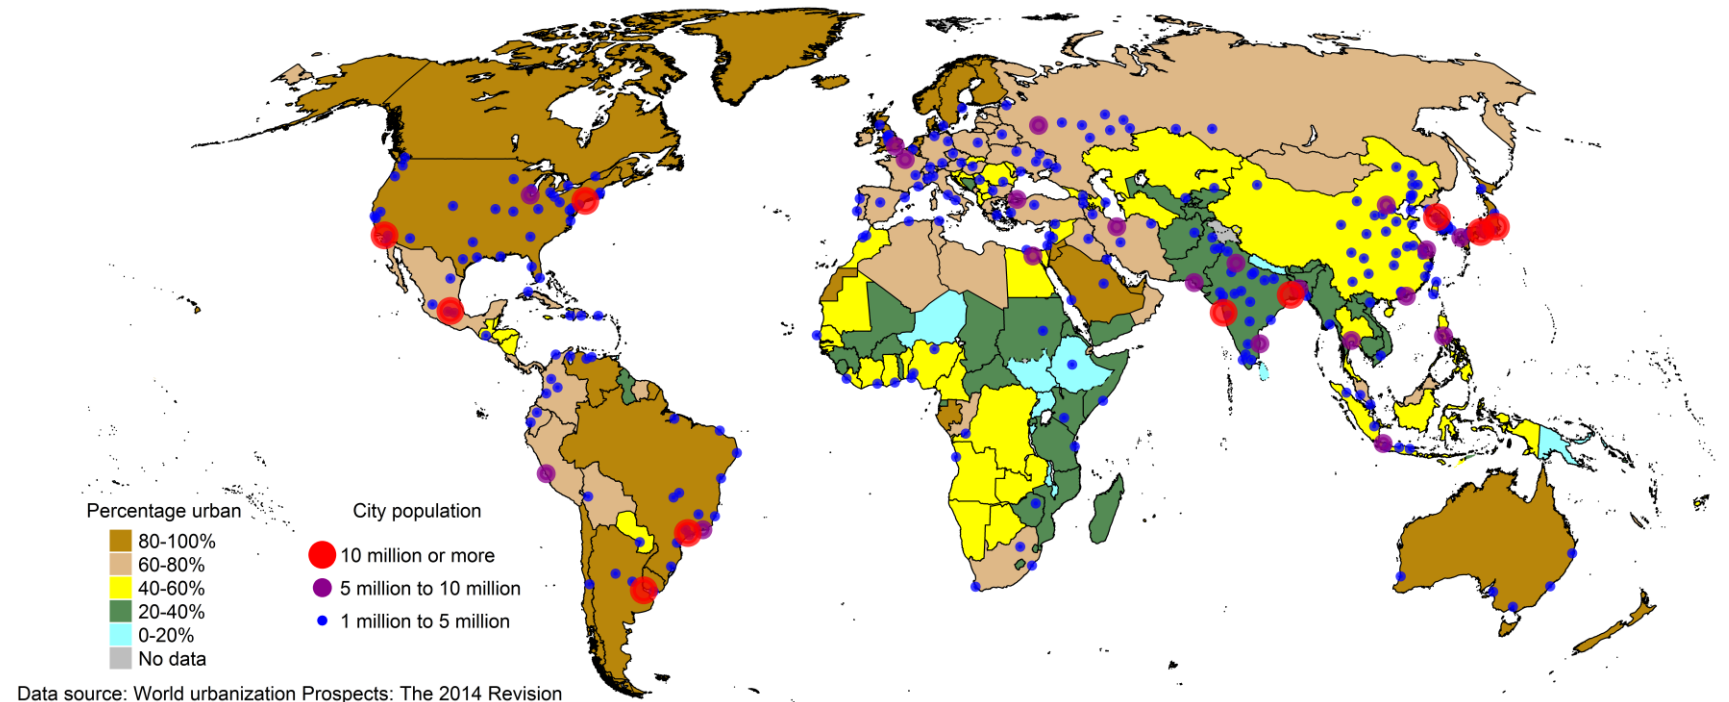 Percentage urban
80-100%
60-80%
40-60%
20-40%
0-20%
No data
City population
10 million or more
5 million to 10 million
1 million to 5 million
Data source: World urbanization Prospects: The 2014 Revision